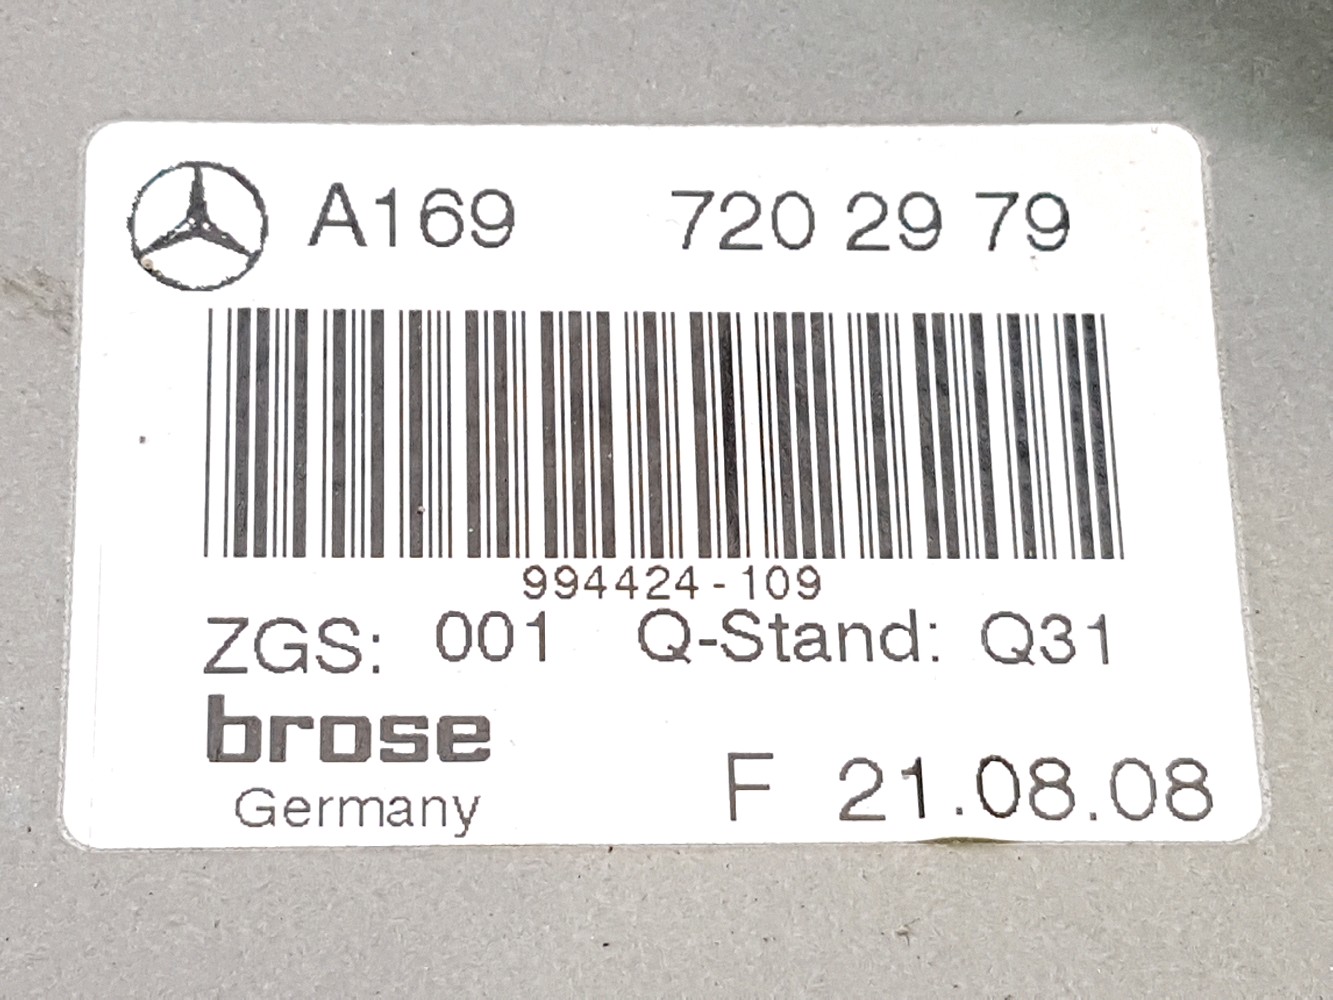 A169 720 29 79
994424-109
ZGS: 001 Q-Stand: Q31
brose
Germany
F 21.08.08